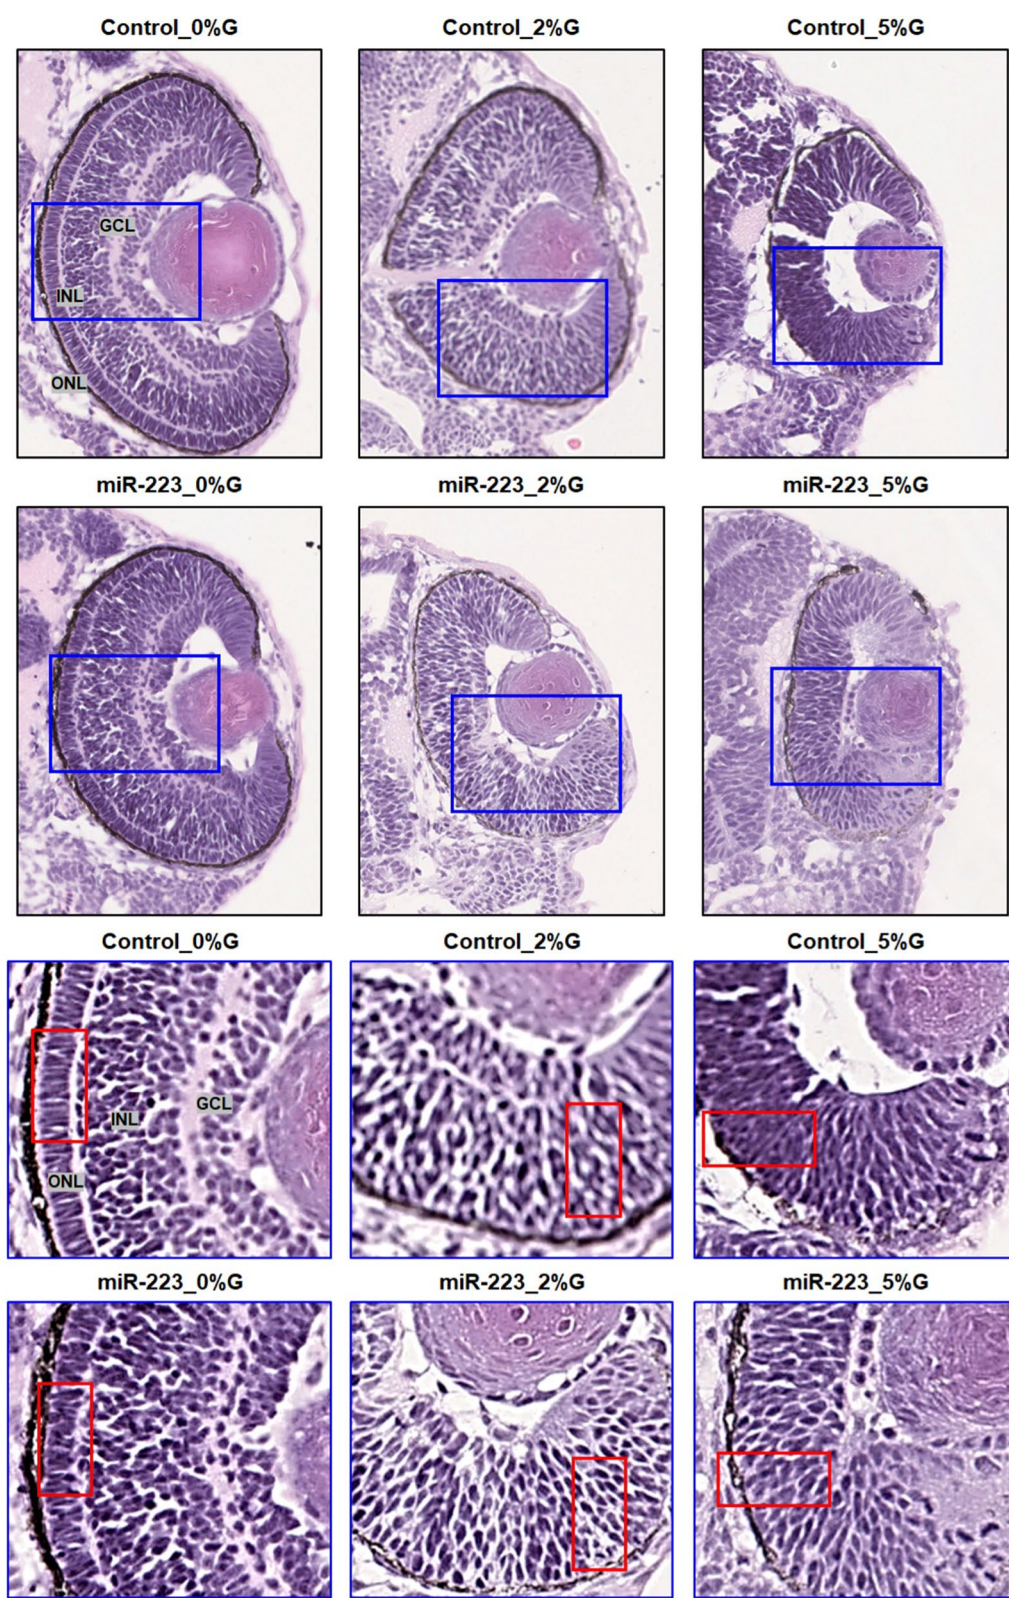 Control_0%G Control_2%G Control_5%G
GCL
INL
ONL
miR-223_0%G miR-223_2%G miR-223_5%G
Control_0%G Control_2%G Control_5%G
GCL
INL
ONL
miR-223_0%G miR-223_2%G miR-223_5%G